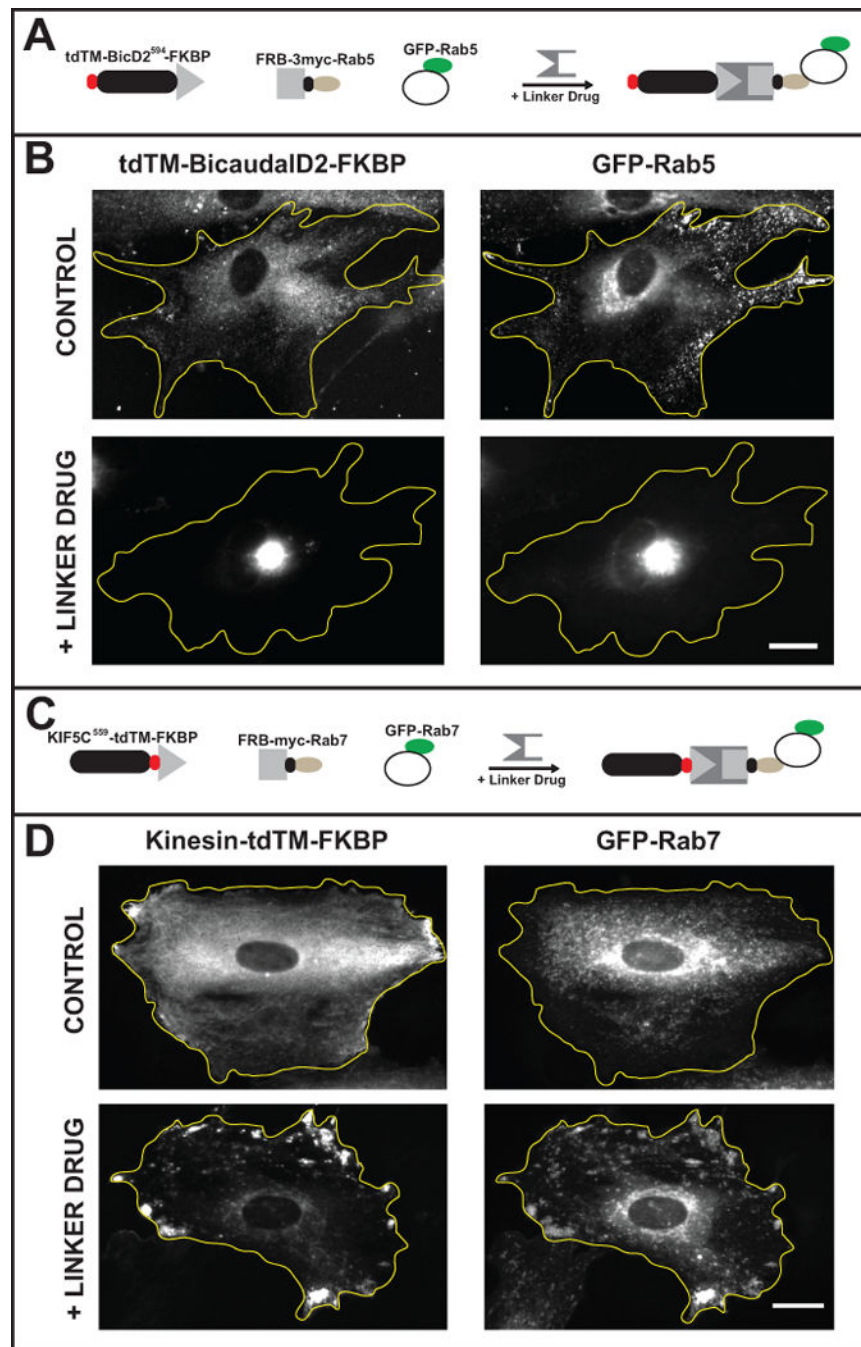 A
tdTM-BicD2⁵⁹⁴-FKBP
FRB-3myc-Rab5
GFP-Rab5
+ Linker Drug
B
tdTM-BicaudalD2-FKBP
GFP-Rab5
CONTROL
+ LINKER DRUG
C
KIF5C⁵⁵⁹-tdTM-FKBP
FRB-myc-Rab7
GFP-Rab7
+ Linker Drug
D
Kinesin-tdTM-FKBP
GFP-Rab7
CONTROL
+ LINKER DRUG